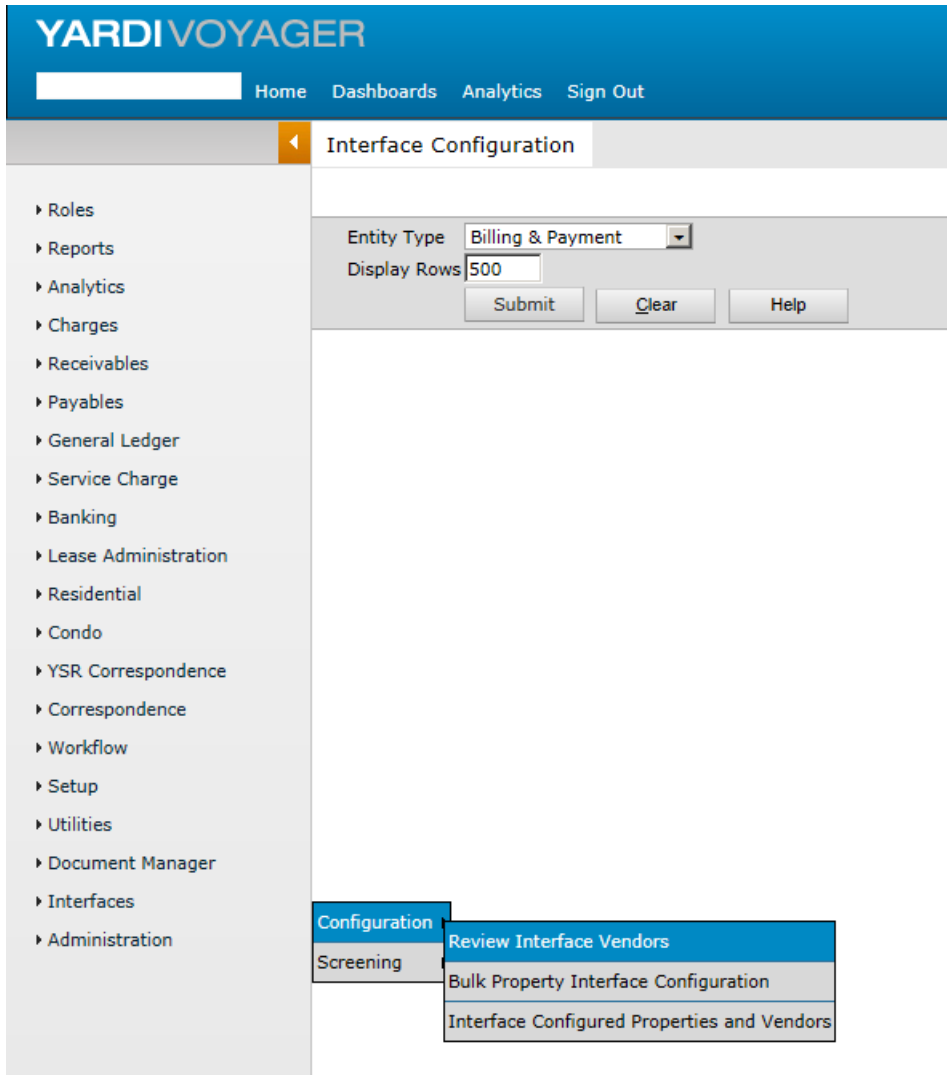 YARDI VOYAGER
Home Dashboards Analytics Sign Out
Interface Configuration
Roles
Reports
Analytics
Charges
Receivables
Payables
General Ledger
Service Charge
Banking
Lease Administration
Residential
Condo
YSR Correspondence
Correspondence
Workflow
Setup
Utilities
Document Manager
Interfaces
Administration
Entity Type Billing & Payment
Display Rows 500
Submit Clear Help
Configuration
Screening
Review Interface Vendors
Bulk Property Interface Configuration
Interface Configured Properties and Vendors